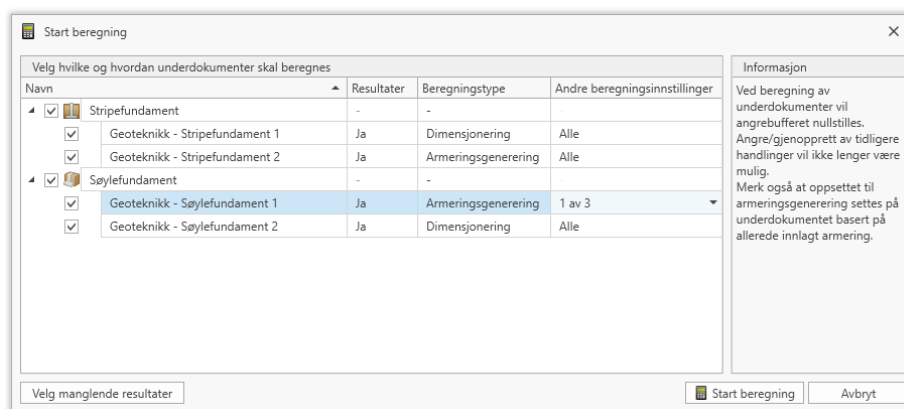 Start beregning
Velg hvilke og hvordan underdokumenter skal beregnes
Navn Resultater Beregningstype Andre beregningsinnstillinger
Stripefundament - - -
Geoteknikk - Stripefundament 1 Ja Dimensjonering Alle
Geoteknikk - Stripefundament 2 Ja Armeringsgenerering Alle
Søylefundament - - -
Geoteknikk - Søylefundament 1 Ja Armeringsgenerering 1 av 3
Geoteknikk - Søylefundament 2 Ja Dimensjonering Alle
Informasjon
Ved beregning av
underdokumenter vil
angrebufferet nullstilles.
Angre/gjenopprett av tidligere
handlinger vil ikke lenger være
mulig.
Merk også at oppsettet til
armeringsgenerering settes på
underdokumentet basert på
allerede innlagt armering.
Velg manglende resultater Start beregning Avbryt